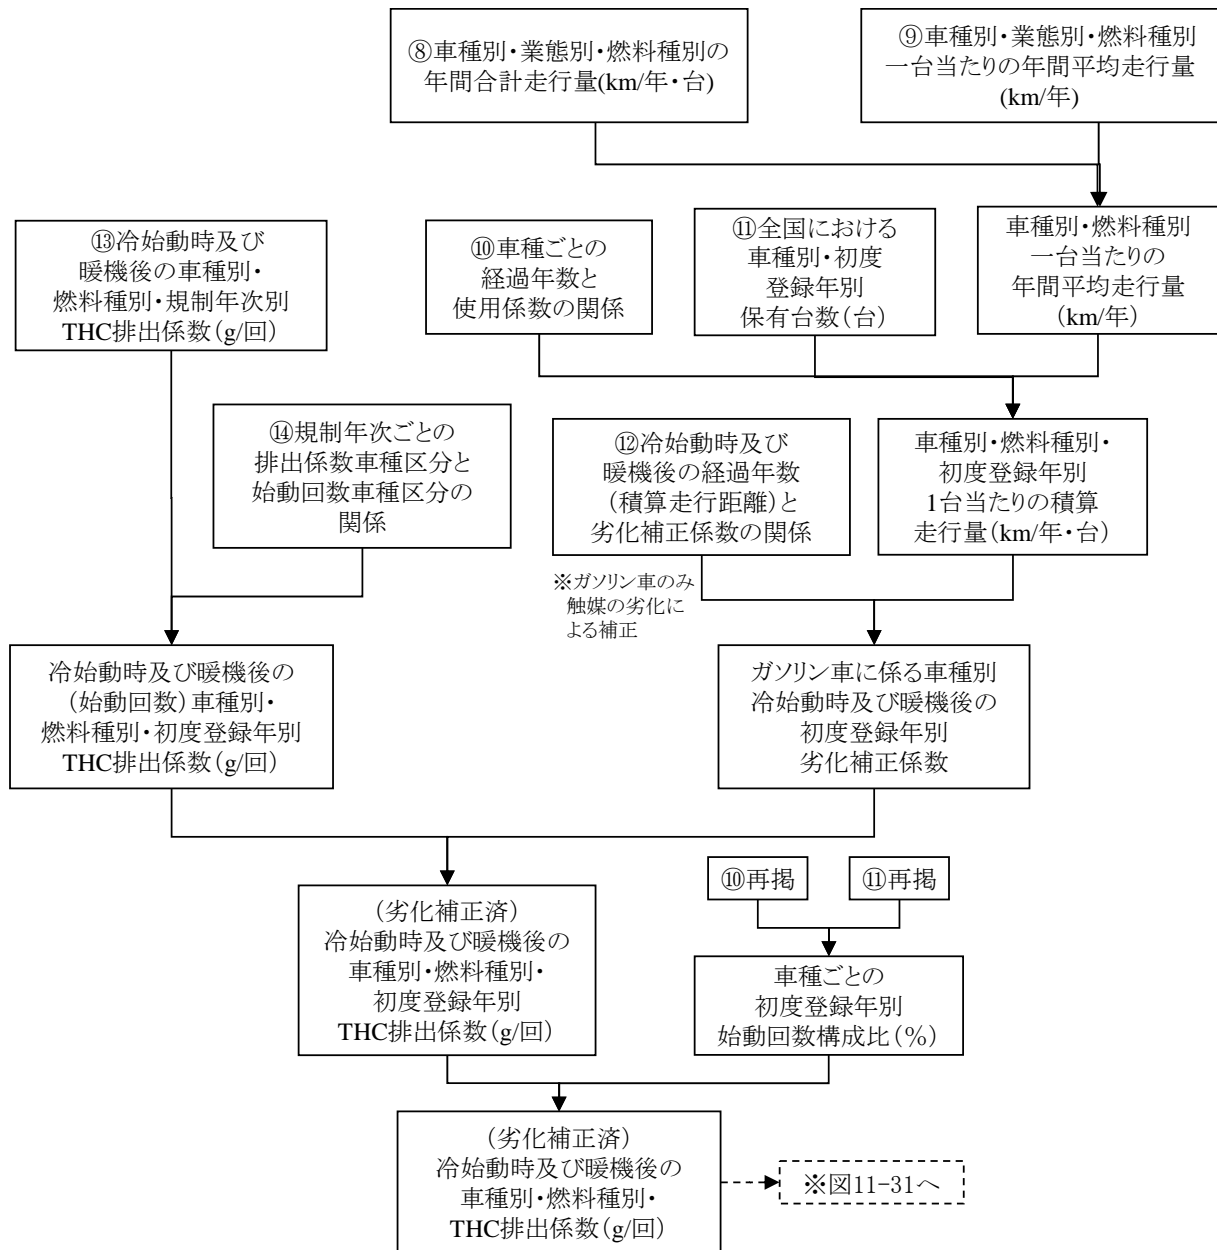 ⑧車種別・業態別・燃料種別の
年間合計走行量(km/年・台)
⑨車種別・業態別・燃料種別
一台当たりの年間平均走行量
(km/年)
⑬冷始動時及び
暖機後の車種別・
燃料種別・規制年次別
THC排出係数(g/回)
⑩車種ごとの
経過年数と
使用係数の関係
⑪全国における
車種別・初度
登録年別
保有台数(台)
車種別・燃料種別
一台当たりの
年間平均走行量
(km/年)
⑭規制年次ごとの
排出係数車種区分と
始動回数車種区分の
関係
⑫冷始動時及び
暖機後の経過年数
(積算走行距離)と
劣化補正係数の関係
車種別・燃料種別・
初度登録年別
1台当たりの積算
走行量(km/年・台)
※ガソリン車のみ
触媒の劣化に
よる補正
冷始動時及び暖機後の
(始動回数)車種別・
燃料種別・初度登録年別
THC排出係数(g/回)
ガソリン車に係る車種別
冷始動時及び暖機後の
初度登録年別
劣化補正係数
⑩再掲
⑪再掲
(劣化補正済)
冷始動時及び暖機後の
車種別・燃料種別・
初度登録年別
THC排出係数(g/回)
車種ごとの
初度登録年別
始動回数構成比(%)
(劣化補正済)
冷始動時及び暖機後の
車種別・燃料種別・
THC排出係数(g/回)
※図11-31へ